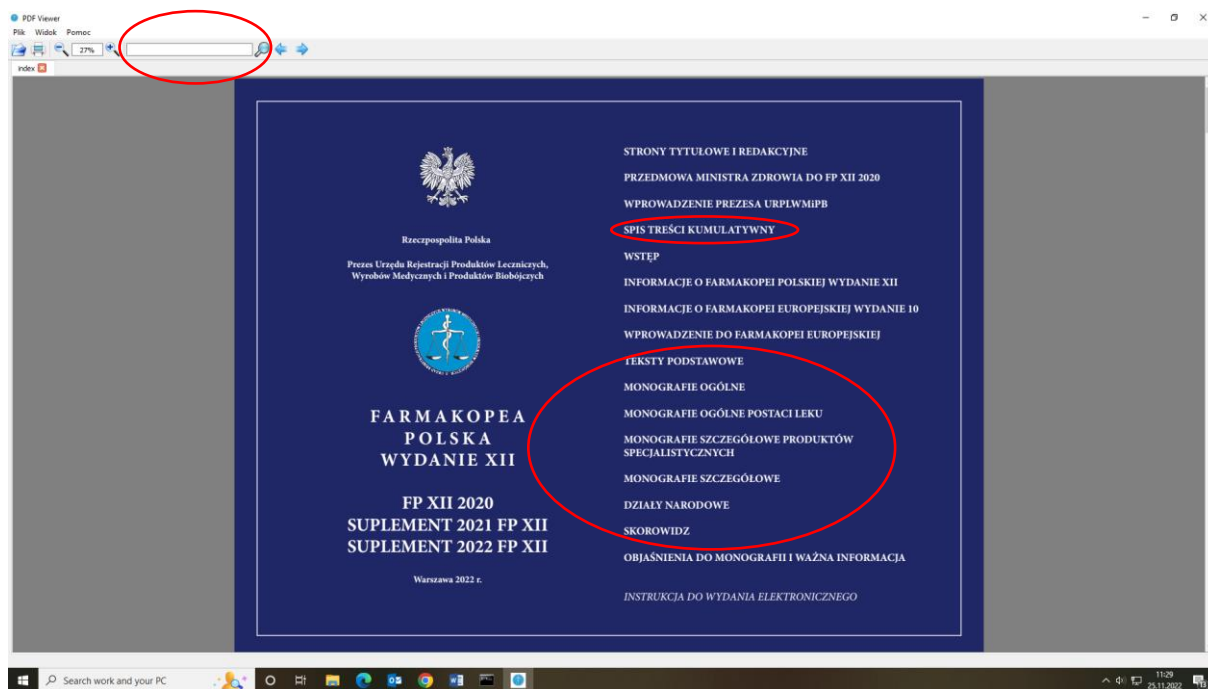 PDF Viewer
Plik Widok Pomoc
27%
index
Rzeczpospolita Polska
Prezes Urzędu Rejestracji Produktów Leczniczych,
Wyrobów Medycznych i Produktów Biobójczych
FARMAKOPEA
POLSKA
WYDANIE XII
FP XII 2020
SUPLEMENT 2021 FP XII
SUPLEMENT 2022 FP XII
Warszawa 2022 r.
STRONY TYTUŁOWE I REDAKCYJNE
PRZEDMOWA MINISTRA ZDROWIA DO FP XII 2020
WPROWADZENIE PREZESA URPLWMiPB
SPIS TREŚCI KUMULATYWNY
WSTĘP
INFORMACJE O FARMAKOPEI POLSKIEJ WYDANIE XII
INFORMACJE O FARMAKOPEI EUROPEJSKIEJ WYDANIE 10
WPROWADZENIE DO FARMAKOPEI EUROPEJSKIEJ
TEKSTY PODSTAWOWE
MONOGRAFIE OGÓLNE
MONOGRAFIE OGÓLNE POSTACI LEKU
MONOGRAFIE SZCZEGÓŁOWE PRODUKTÓW
SPECJALISTYCZNYCH
MONOGRAFIE SZCZEGÓŁOWE
DZIAŁY NARODOWE
SKOROWIDZ
OBJAŚNIENIA DO MONOGRAFII I WAŻNA INFORMACJA
INSTRUKCJA DO WYDANIA ELEKTRONICZNEGO
Search work and your PC
11:29
25.11.2022